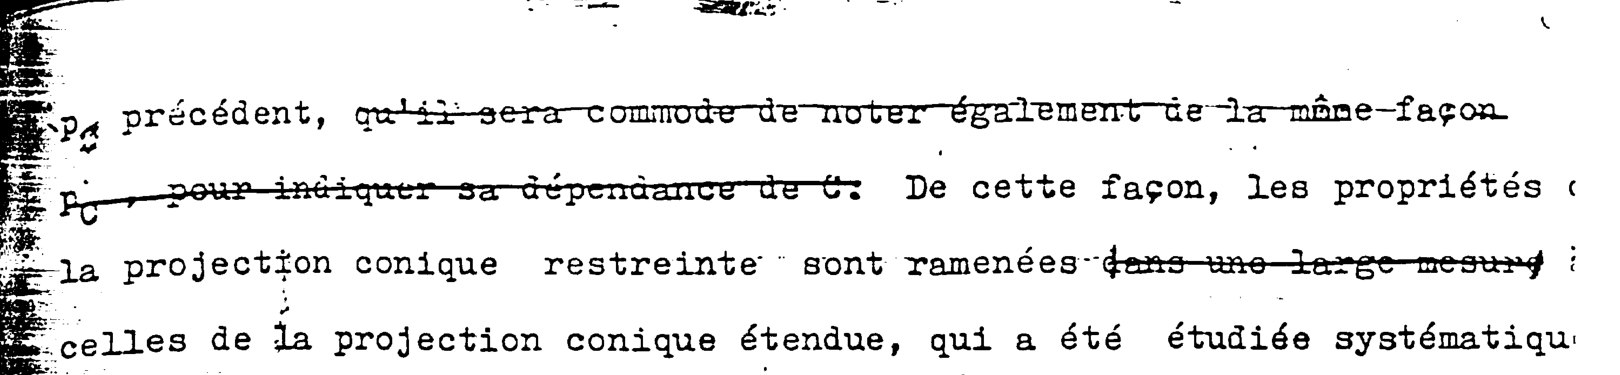 précédent, qu'il sera commode de noter également de la même façon
p_C, pour indiquer sa dépendance de C. De cette façon, les propriétés
la projection conique restreinte sont ramenées dans une large mesure à
celles de la projection conique étendue, qui a été étudiée systématiqu